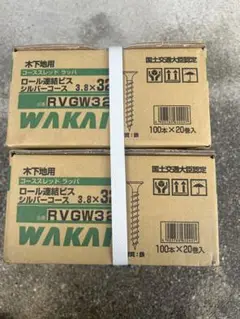 木下地用
コーススレッド ラッパ
ロール連結ビス
シルバーコース 3.8×32
RVGW32
WAKAI
国土交通大臣認定
100本×20巻入
木下地用
コーススレッド ラッパ
ロール連結ビス
シルバーコース 3.8×32
RVGW32
WAKAI
国土交通大臣認定
100本×20巻入